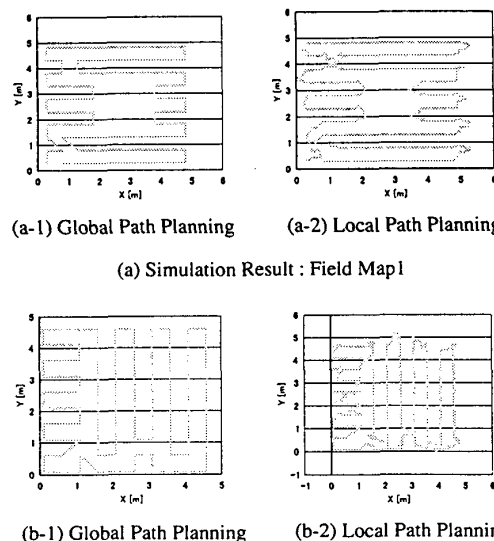 6
5
4
3
2
1
0
Y [m]
0 1 2 3 4 5 6
X [m]
6
5
4
3
2
1
0
Y [m]
0 1 2 3 4 5 6
X [m]
(a-1) Global Path Planning
(a-2) Local Path Planning
(a) Simulation Result : Field Map1
5
4
3
2
1
0
Y [m]
0 1 2 3 4 5
X [m]
6
5
4
3
2
1
0
-1
Y [m]
-1 0 1 2 3 4 5 6
X [m]
(b-1) Global Path Planning
(b-2) Local Path Plannin